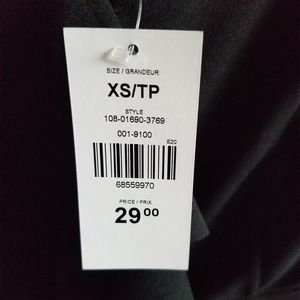 SIZE / GRANDEUR:
XS/TP
STYLE
108-01690-3769
001-9100
S20
68559970
PRICE / PRIX:
29 00